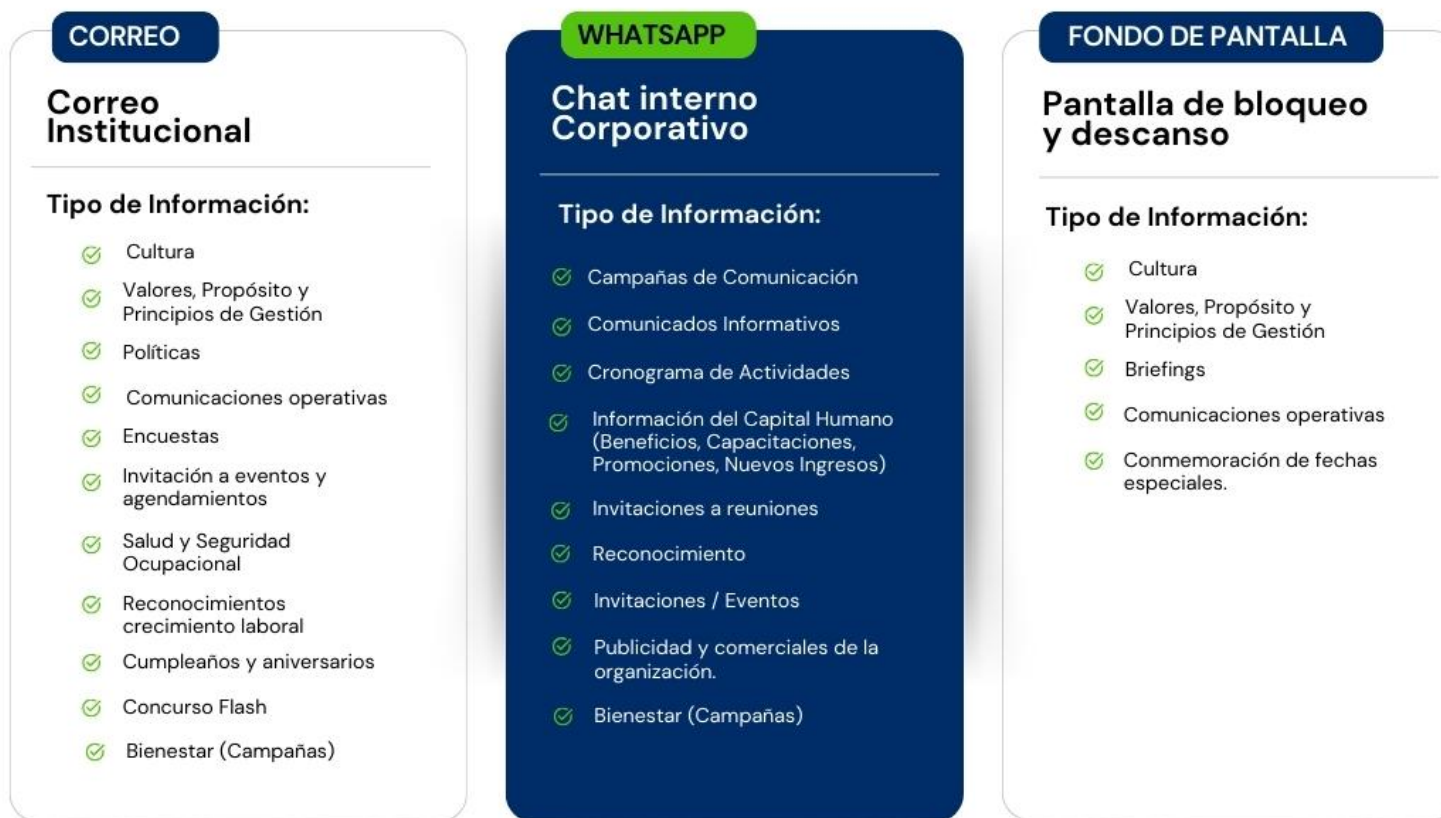 CORREO
Correo
Institucional
Tipo de Información:
Cultura
Valores, Propósito y
Principios de Gestión
Políticas
Comunicaciones operativas
Encuestas
Invitación a eventos y
agendamientos
Salud y Seguridad
Ocupacional
Reconocimientos
crecimiento laboral
Cumpleaños y aniversarios
Concurso Flash
Bienestar (Campañas)
WHATSAPP
Chat interno
Corporativo
Tipo de Información:
Campañas de Comunicación
Comunicados Informativos
Cronograma de Actividades
Información del Capital Humano
(Beneficios, Capacitaciones,
Promociones, Nuevos Ingresos)
Invitaciones a reuniones
Reconocimiento
Invitaciones / Eventos
Publicidad y comerciales de la
organización.
Bienestar (Campañas)
FONDO DE PANTALLA
Pantalla de bloqueo
y descanso
Tipo de Información:
Cultura
Valores, Propósito y
Principios de Gestión
Briefings
Comunicaciones operativas
Conmemoración de fechas
especiales.